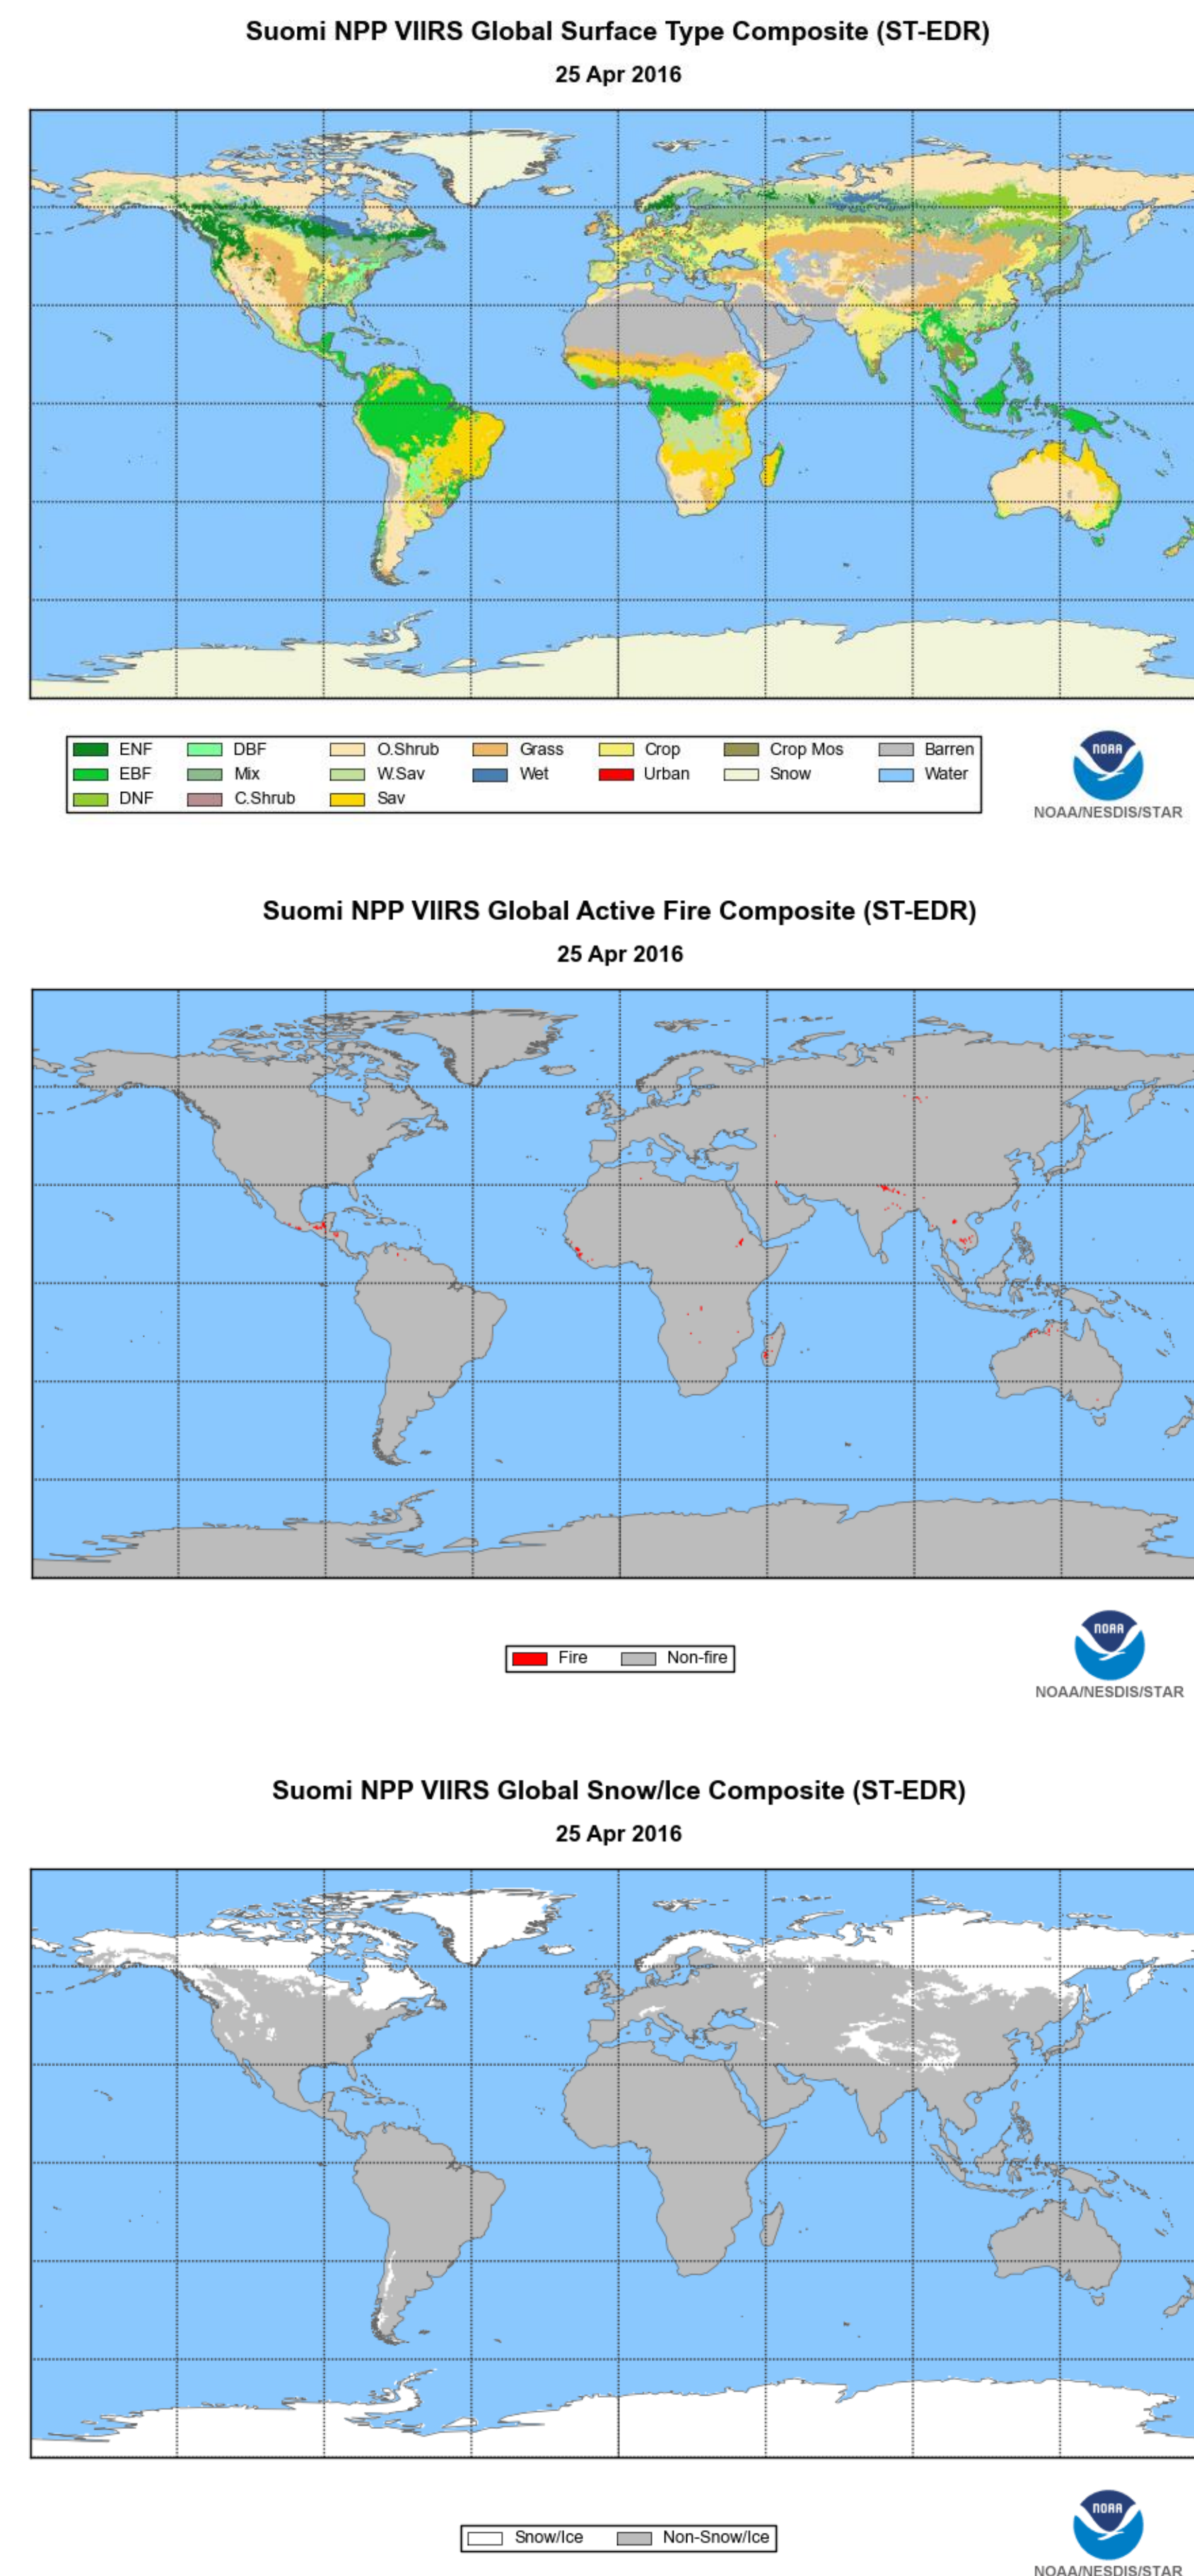 Suomi NPP VIIRS Global Surface Type Composite (ST-EDR)
25 Apr 2016
ENF DBF O.Shrub Grass Crop Crop Mos Barren
EBF Mix W.Sav Wet Urban Snow Water
DNF C.Shrub Sav
NOAA
NOAA/NESDIS/STAR
Suomi NPP VIIRS Global Active Fire Composite (ST-EDR)
25 Apr 2016
Fire Non-fire
NOAA
NOAA/NESDIS/STAR
Suomi NPP VIIRS Global Snow/Ice Composite (ST-EDR)
25 Apr 2016
Snow/Ice Non-Snow/Ice
NOAA
NOAA/NESDIS/STAR